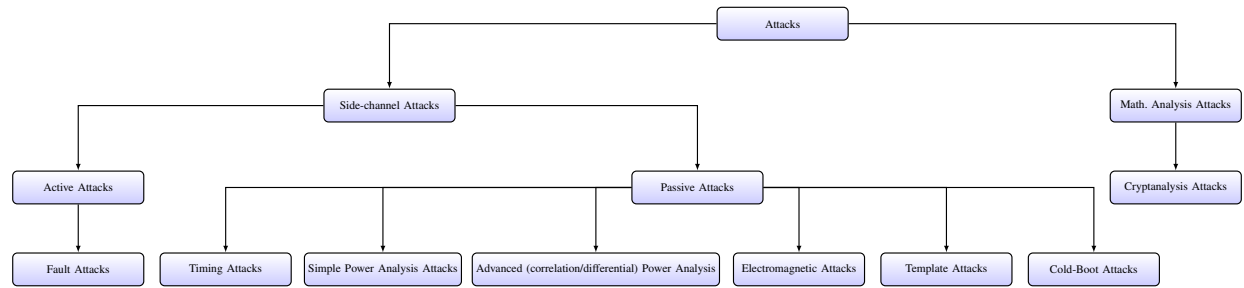 Attacks
Side-channel Attacks
Math. Analysis Attacks
Active Attacks
Passive Attacks
Cryptanalysis Attacks
Fault Attacks
Timing Attacks
Simple Power Analysis Attacks
Advanced (correlation/differential) Power Analysis
Electromagnetic Attacks
Template Attacks
Cold-Boot Attacks